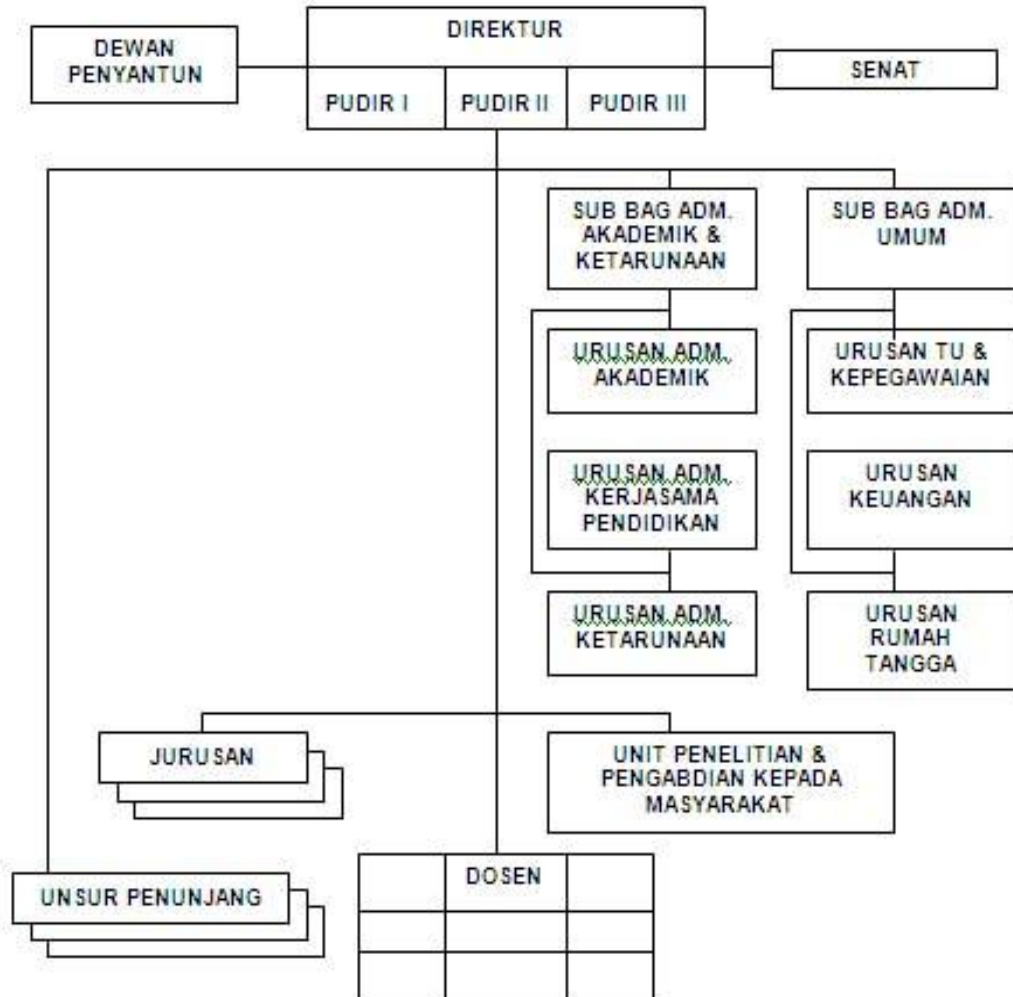 DIREKTUR
DEWAN
PENYANTUN
SENAT
PUDIR I
PUDIR II
PUDIR III
SUB BAG ADM.
AKADEMIK &
KETARUNAAN
SUB BAG ADM.
UMUM
URUSAN ADM.
AKADEMIK
URUSAN TU &
KEPEGAWAIAN
URUSAN ADM.
KERJASAMA
PENDIDIKAN
URUSAN
KEUANGAN
URUSAN ADM.
KETARUNAAN
URUSAN
RUMAH
TANGGA
JURUSAN
UNIT PENELITIAN &
PENGABDIAN KEPADA
MASYARAKAT
UNSUR PENUNJANG
DOSEN